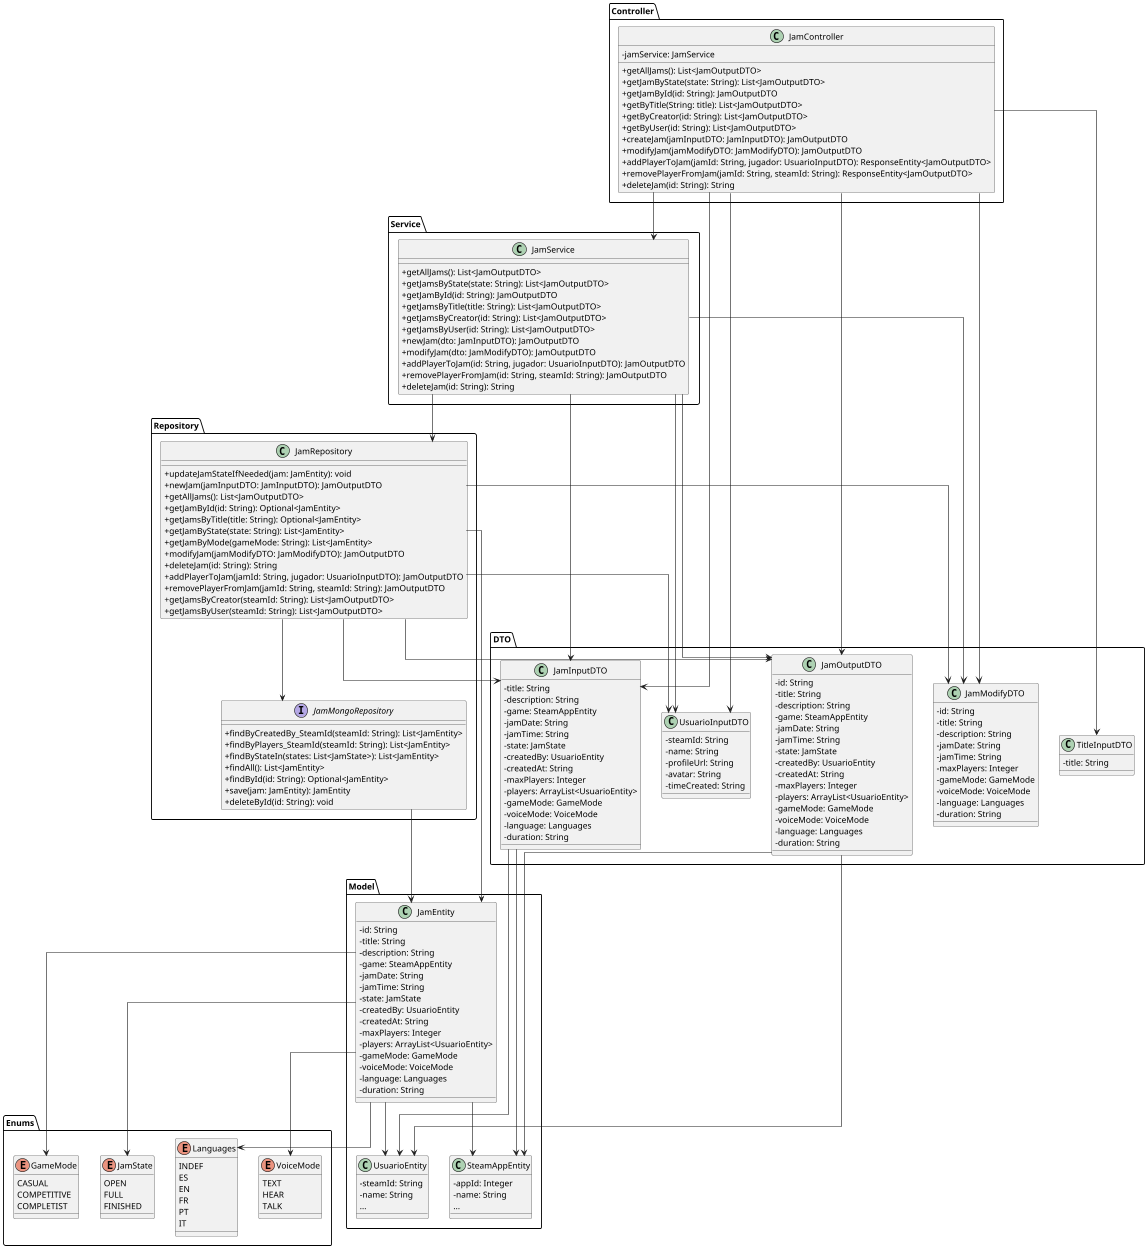 Controller
C JamController
-jamService: JamService
+getAllJams(): List<JamOutputDTO>
+getJamByState(state: String): List<JamOutputDTO>
+getJamById(id: String): JamOutputDTO
+getByTitle(String: title): List<JamOutputDTO>
+getByCreator(id: String): List<JamOutputDTO>
+getByUser(id: String): List<JamOutputDTO>
+createJam(jamInputDTO: JamInputDTO): JamOutputDTO
+modifyJam(jamModifyDTO: JamModifyDTO): JamOutputDTO
+addPlayerToJam(jamId: String, jugador: UsuarioInputDTO): ResponseEntity<JamOutputDTO>
+removePlayerFromJam(jamId: String, steamId: String): ResponseEntity<JamOutputDTO>
+deleteJam(id: String): String
Service
C JamService
+getAllJams(): List<JamOutputDTO>
+getJamsByState(state: String): List<JamOutputDTO>
+getJamById(id: String): JamOutputDTO
+getJamsByTitle(title: String): List<JamOutputDTO>
+getJamsByCreator(id: String): List<JamOutputDTO>
+getJamsByUser(id: String): List<JamOutputDTO>
+newJam(dto: JamInputDTO): JamOutputDTO
+modifyJam(dto: JamModifyDTO): JamOutputDTO
+addPlayerToJam(id: String, jugador: UsuarioInputDTO): JamOutputDTO
+removePlayerFromJam(id: String, steamId: String): JamOutputDTO
+deleteJam(id: String): String
Repository
C JamRepository
+updateJamStateIfNeeded(jam: JamEntity): void
+newJam(jamInputDTO: JamInputDTO): JamOutputDTO
+getAllJams(): List<JamOutputDTO>
+getJamById(id: String): Optional<JamEntity>
+getJamsByTitle(title: String): Optional<JamEntity>
+getJamByState(state: String): List<JamEntity>
+getJamByMode(gameMode: String): List<JamEntity>
+modifyJam(jamModifyDTO: JamModifyDTO): JamOutputDTO
+deleteJam(id: String): String
+addPlayerToJam(jamId: String, jugador: UsuarioInputDTO): JamOutputDTO
+removePlayerFromJam(jamId: String, steamId: String): JamOutputDTO
+getJamsByCreator(steamId: String): List<JamOutputDTO>
+getJamsByUser(steamId: String): List<JamOutputDTO>
I JamMongoRepository
+findByCreatedBy_SteamId(steamId: String): List<JamEntity>
+findByPlayers_SteamId(steamId: String): List<JamEntity>
+findByStateIn(states: List<JamState>): List<JamEntity>
+findAll(): List<JamEntity>
+findById(id: String): Optional<JamEntity>
+save(jam: JamEntity): JamEntity
+deleteById(id: String): void
DTO
C JamInputDTO
-title: String
-description: String
-game: SteamAppEntity
-jamDate: String
-jamTime: String
-state: JamState
-createdBy: UsuarioEntity
-createdAt: String
-maxPlayers: Integer
-players: ArrayList<UsuarioEntity>
-gameMode: GameMode
-voiceMode: VoiceMode
-language: Languages
-duration: String
C UsuarioInputDTO
-steamId: String
-name: String
-profileUrl: String
-avatar: String
-timeCreated: String
C JamOutputDTO
-id: String
-title: String
-description: String
-game: SteamAppEntity
-jamDate: String
-jamTime: String
-state: JamState
-createdBy: UsuarioEntity
-createdAt: String
-maxPlayers: Integer
-players: ArrayList<UsuarioEntity>
-gameMode: GameMode
-voiceMode: VoiceMode
-language: Languages
-duration: String
C JamModifyDTO
-id: String
-title: String
-description: String
-jamDate: String
-jamTime: String
-maxPlayers: Integer
-gameMode: GameMode
-voiceMode: VoiceMode
-language: Languages
-duration: String
C TitleInputDTO
-title: String
Model
C JamEntity
-id: String
-title: String
-description: String
-game: SteamAppEntity
-jamDate: String
-jamTime: String
-state: JamState
-createdBy: UsuarioEntity
-createdAt: String
-maxPlayers: Integer
-players: ArrayList<UsuarioEntity>
-gameMode: GameMode
-voiceMode: VoiceMode
-language: Languages
-duration: String
C UsuarioEntity
-steamId: String
-name: String
...
C SteamAppEntity
-appId: Integer
-name: String
...
Enums
E GameMode
CASUAL
COMPETITIVE
COMPLETIST
E JamState
OPEN
FULL
FINISHED
E Languages
INDEF
ES
EN
FR
PT
IT
E VoiceMode
TEXT
HEAR
TALK